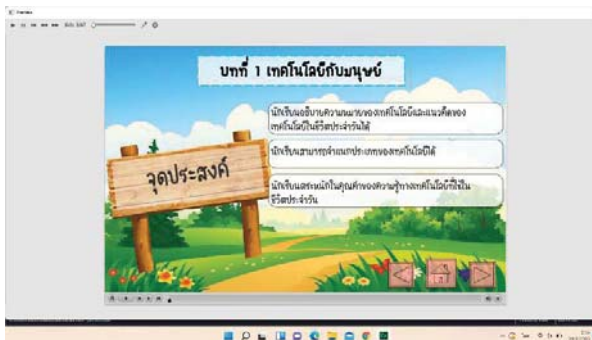 บทที่ 1 เทคโนโลยีกับมนุษย์
นักเรียนอธิบายความหมายของเทคโนโลยีและแนวคิดของ
เทคโนโลยีในชีวิตประจำวันได้
นักเรียนสามารถจำแนกประเภทของเทคโนโลยีได้
จุดประสงค์
นักเรียนตระหนักในคุณค่าของความรู้ทางเทคโนโลยีที่ใช้ใน
ชีวิตประจำวัน